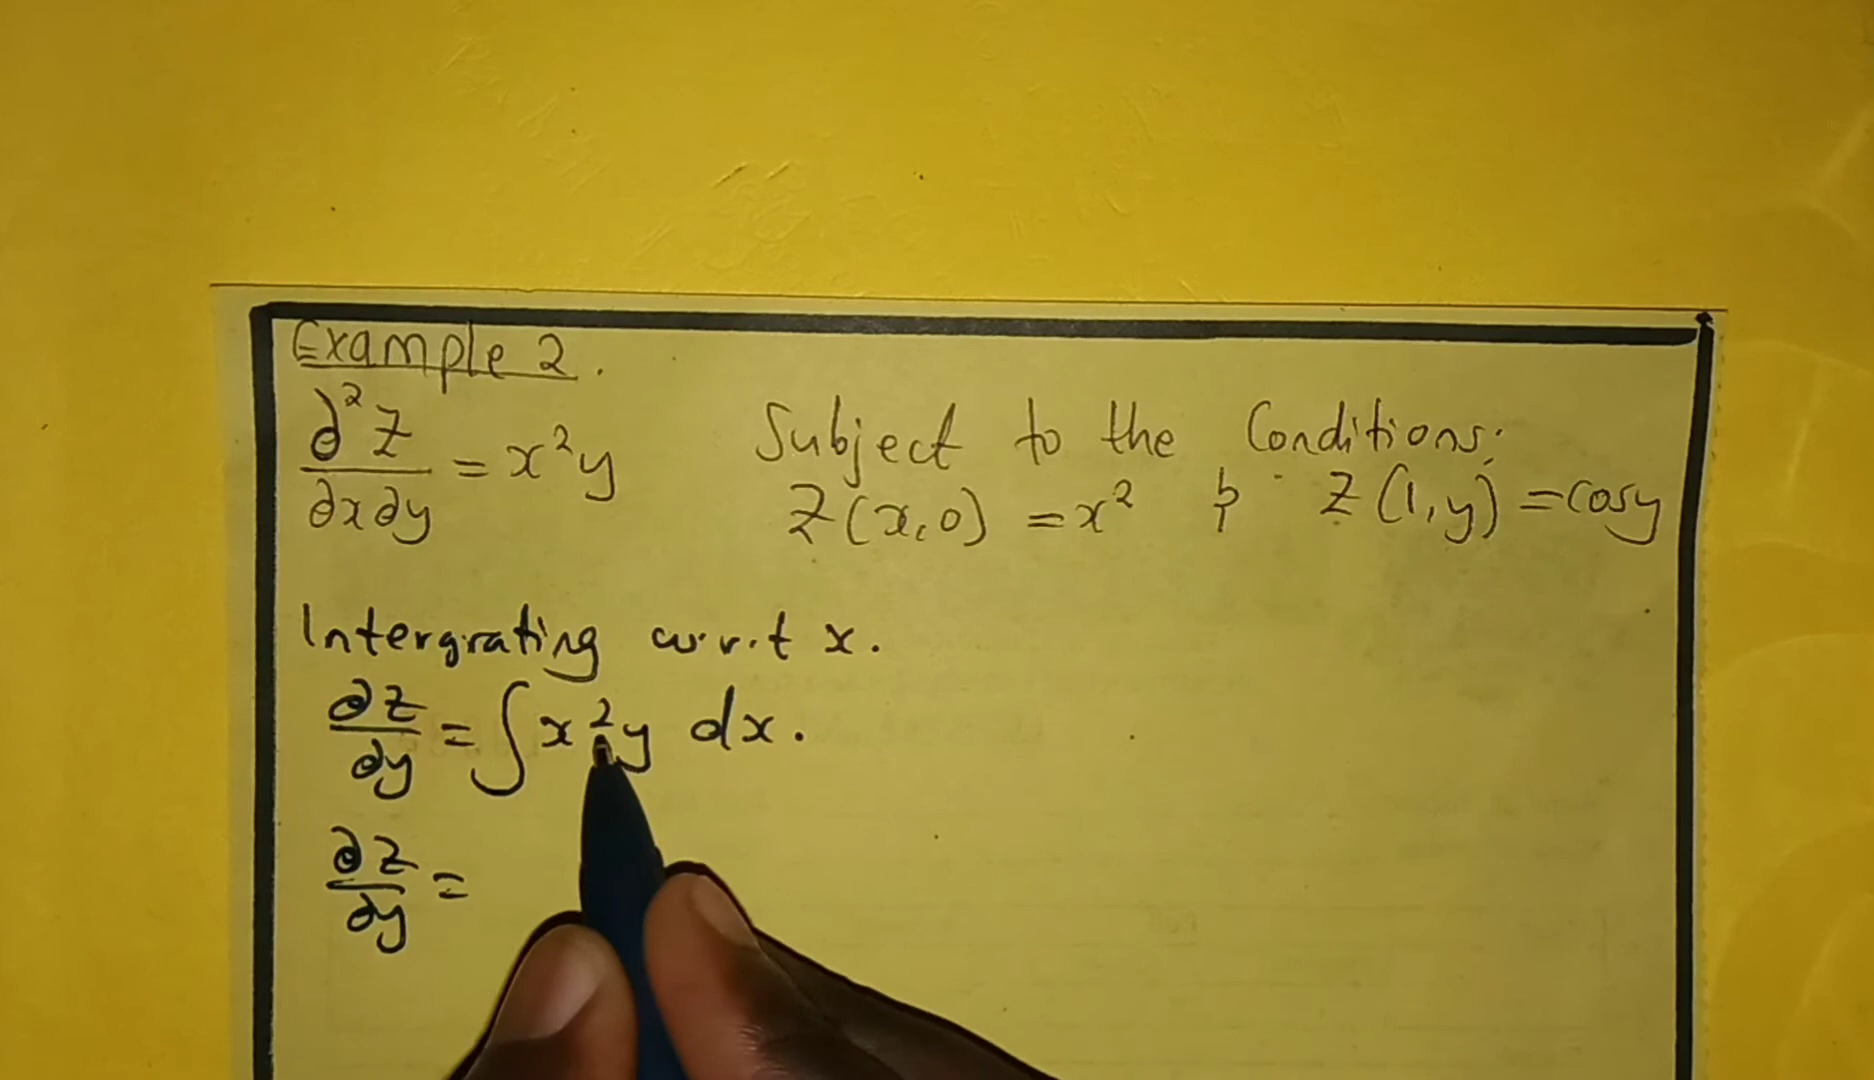 Example 2.
∂²Z/∂x∂y = x²y Subject to the Conditions;
Z(x,0) = x² & Z(1,y) = cosy
Intergrating w.r.t x.
∂Z/∂y = ∫x²y dx.
∂Z/∂y =